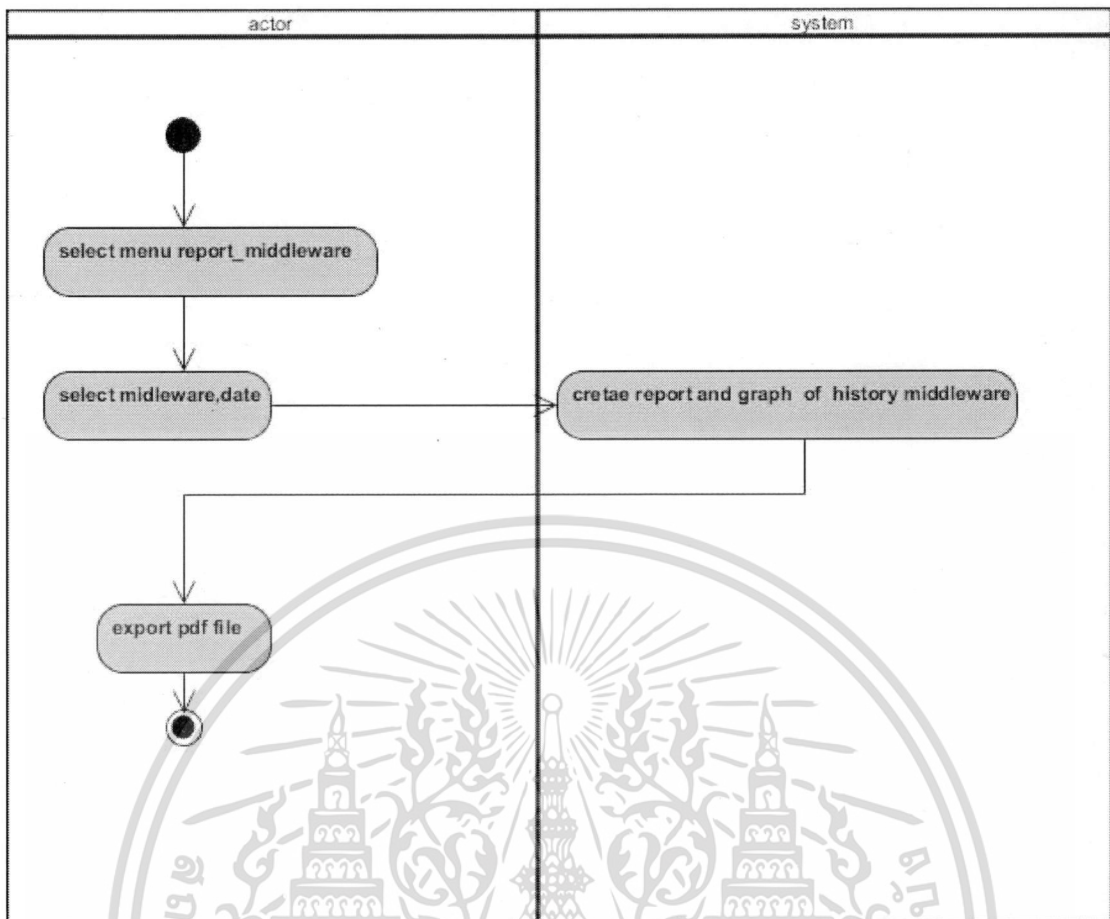 actor
system
select menu report_middleware
select midleware,date
cretae report and graph of history middleware
export pdf file